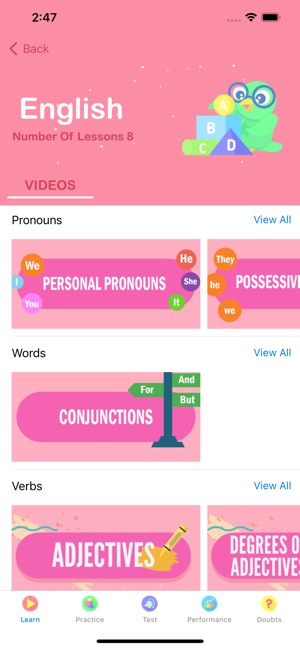 2:47
Back
English
Number Of Lessons 8
A
B
C
D
VIDEOS
Pronouns
View All
We
I
You
PERSONAL PRONOUNS
He
She
It
They
he
we
POSSESSIV
Words
View All
CONJUNCTIONS
And
For
But
Verbs
View All
ADJECTIVES
DEGREES O
ADJECTIVES
Learn
Practice
Test
Performance
Doubts